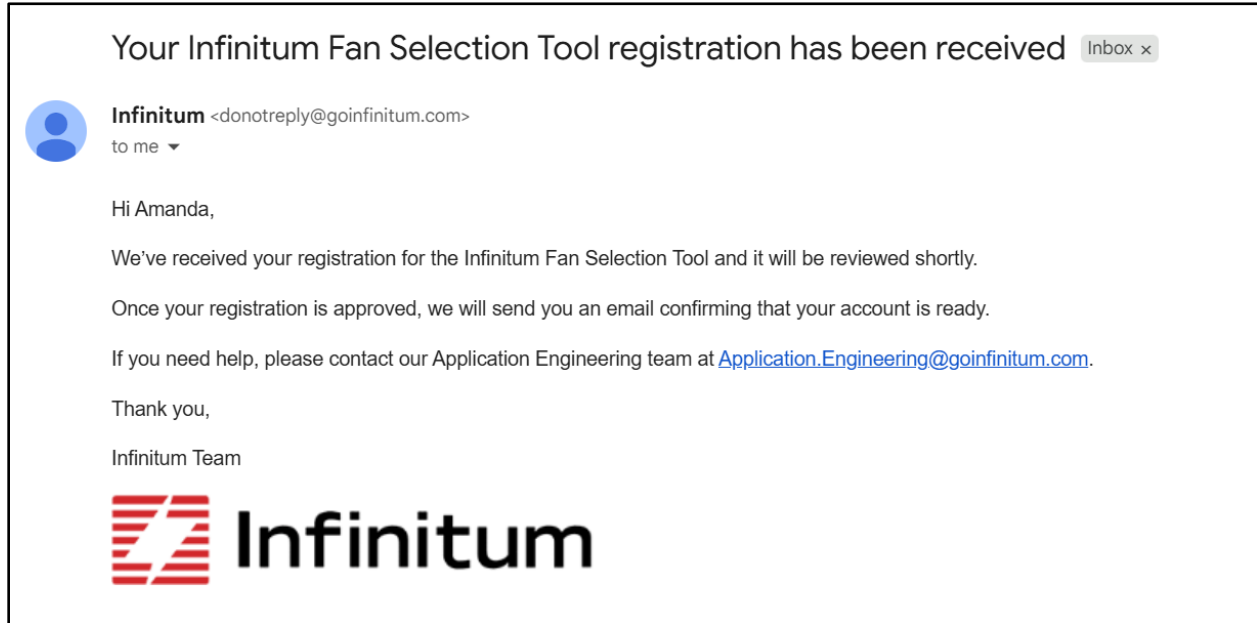 Your Infinitum Fan Selection Tool registration has been received Inbox ×
Infinitum <donotreply@goinfinitum.com>
to me
Hi Amanda,
We’ve received your registration for the Infinitum Fan Selection Tool and it will be reviewed shortly.
Once your registration is approved, we will send you an email confirming that your account is ready.
If you need help, please contact our Application Engineering team at Application.Engineering@goinfinitum.com.
Thank you,
Infinitum Team
Infinitum